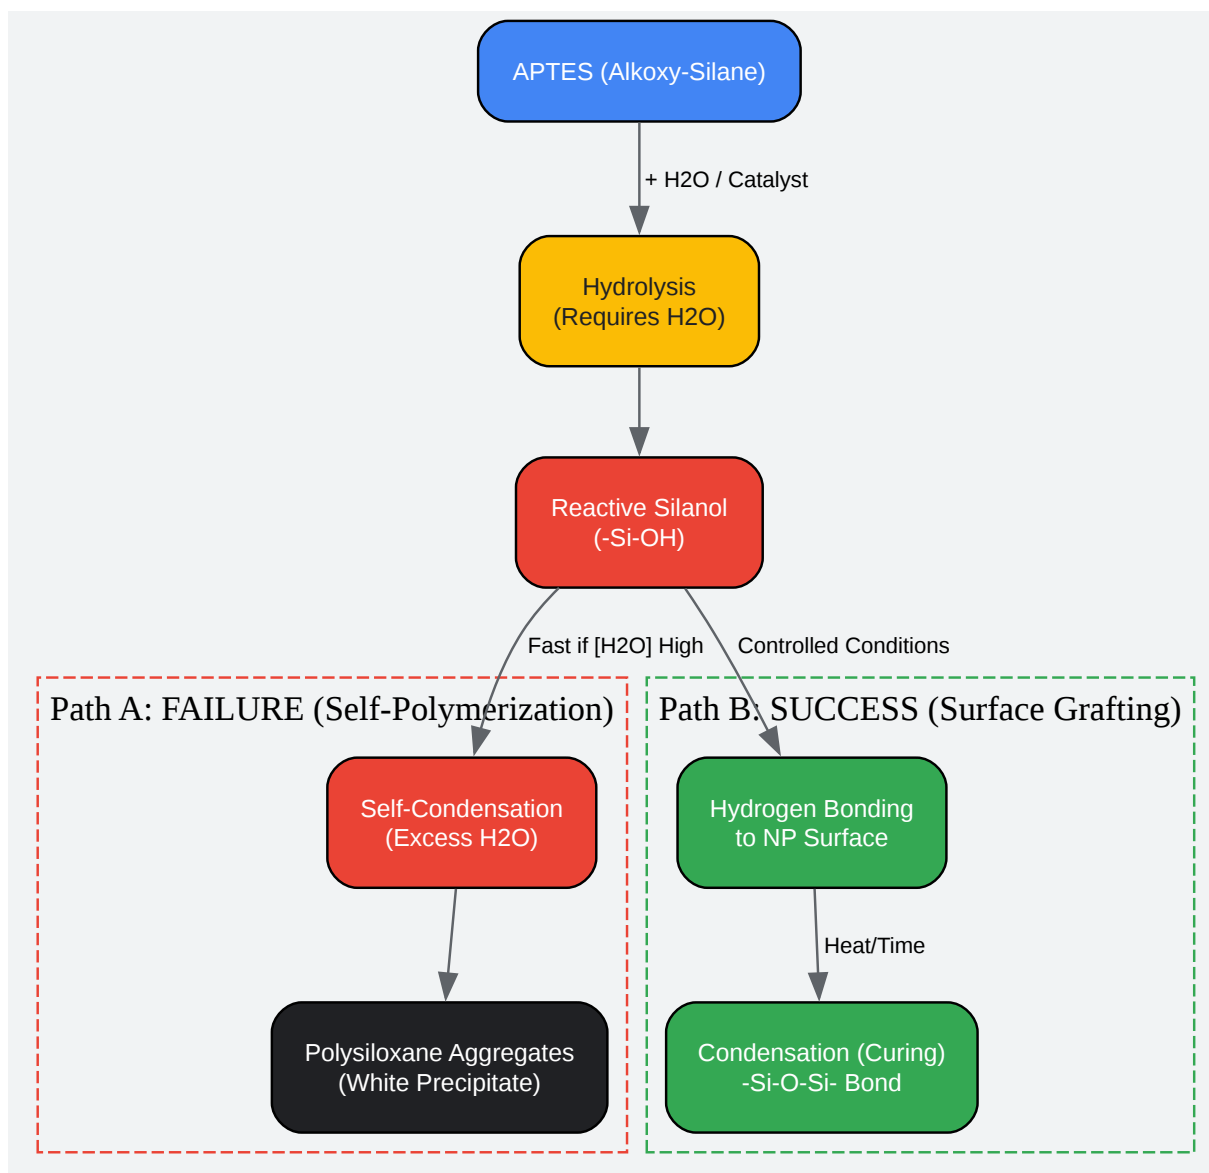 APTES (Alkoxy-Silane)
+ H2O / Catalyst
Hydrolysis
(Requires H2O)
Reactive Silanol
(-Si-OH)
Fast if [H2O] High
Controlled Conditions
Path A: FAILURE (Self-Polymerization)
Path B: SUCCESS (Surface Grafting)
Self-Condensation
(Excess H2O)
Hydrogen Bonding
to NP Surface
Heat/Time
Polysiloxane Aggregates
(White Precipitate)
Condensation (Curing)
-Si-O-Si- Bond